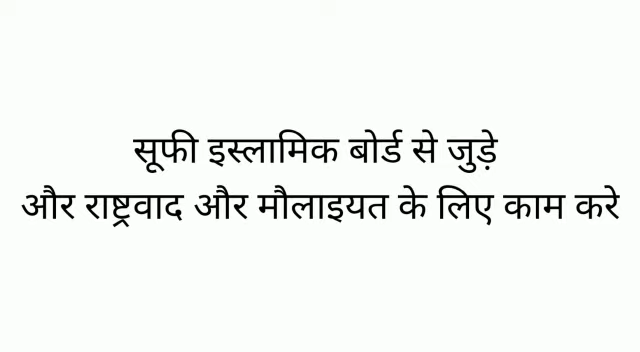 सूफी इस्लामिक बोर्ड से जुड़े
और राष्ट्रवाद और मौलाइयत के लिए काम करे